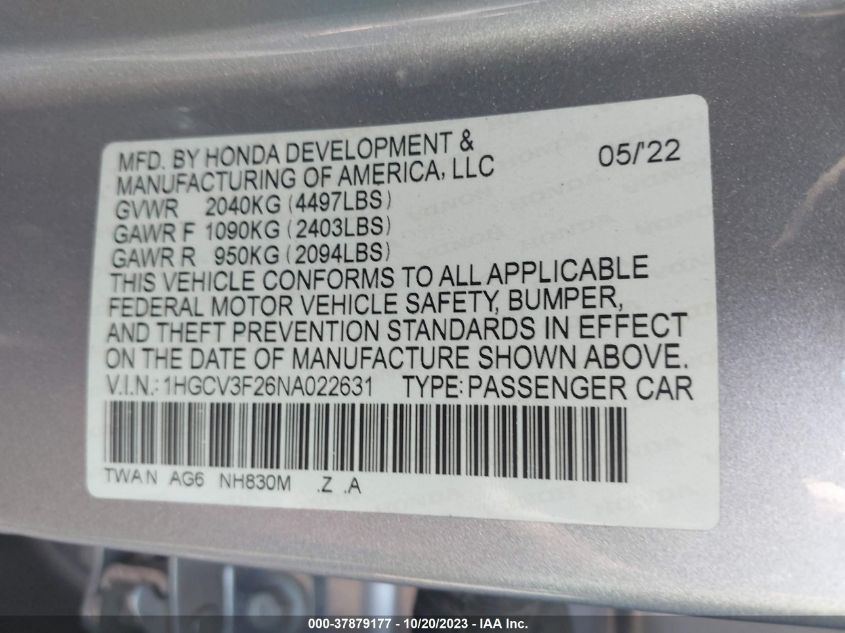 MFD. BY HONDA DEVELOPMENT &
MANUFACTURING OF AMERICA, LLC 05/'22
GVWR 2040KG (4497LBS)
GAWR F 1090KG (2403LBS)
GAWR R 950KG (2094LBS)
THIS VEHICLE CONFORMS TO ALL APPLICABLE
FEDERAL MOTOR VEHICLE SAFETY, BUMPER,
AND THEFT PREVENTION STANDARDS IN EFFECT
ON THE DATE OF MANUFACTURE SHOWN ABOVE.
V.I.N.: 1HGCV3F26NA022631 TYPE: PASSENGER CAR
TWA N AG6 NH830M .Z .A
000-37879177 - 10/20/2023 - IAA Inc.